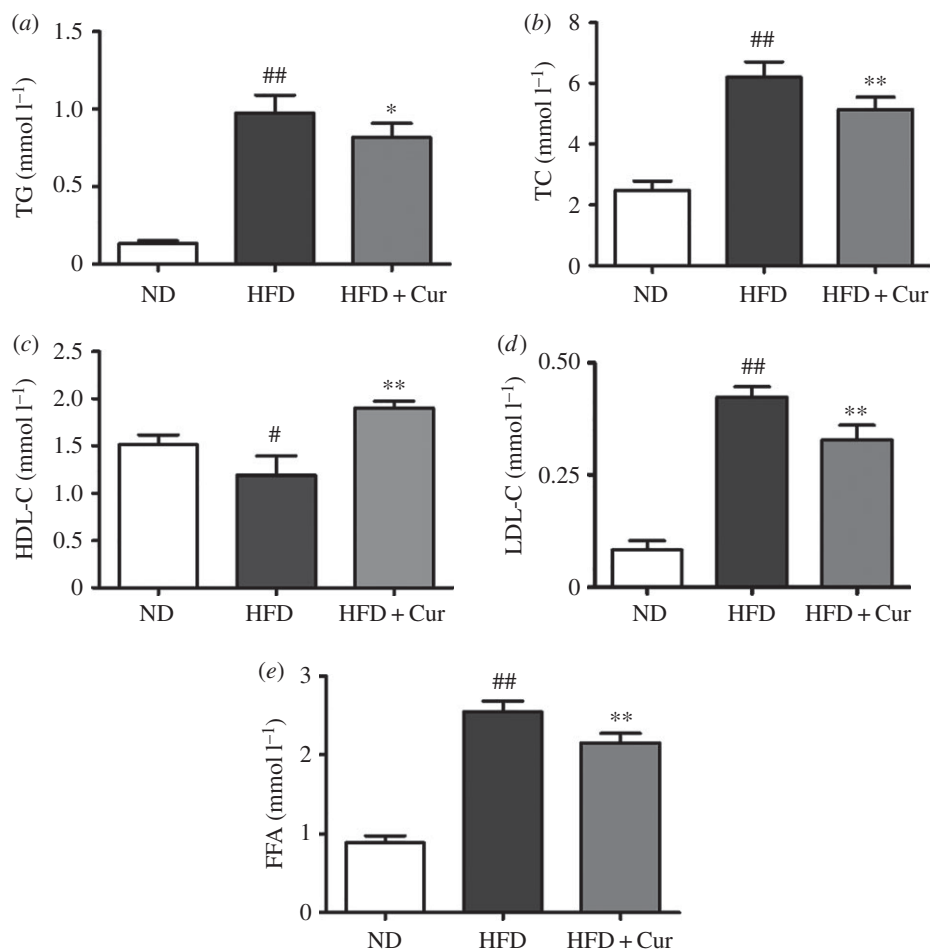 (a)
1.5
1.0
0.5
0
TG (mmol l⁻¹)
##
*
ND HFD HFD + Cur
(b)
8
6
4
2
0
TC (mmol l⁻¹)
##
**
ND HFD HFD + Cur
(c)
2.5
2.0
1.5
1.0
0.5
0
HDL-C (mmol l⁻¹)
#
**
ND HFD HFD + Cur
(d)
0.50
0.25
0
LDL-C (mmol l⁻¹)
##
**
ND HFD HFD + Cur
(e)
3
2
1
0
FFA (mmol l⁻¹)
##
**
ND HFD HFD + Cur